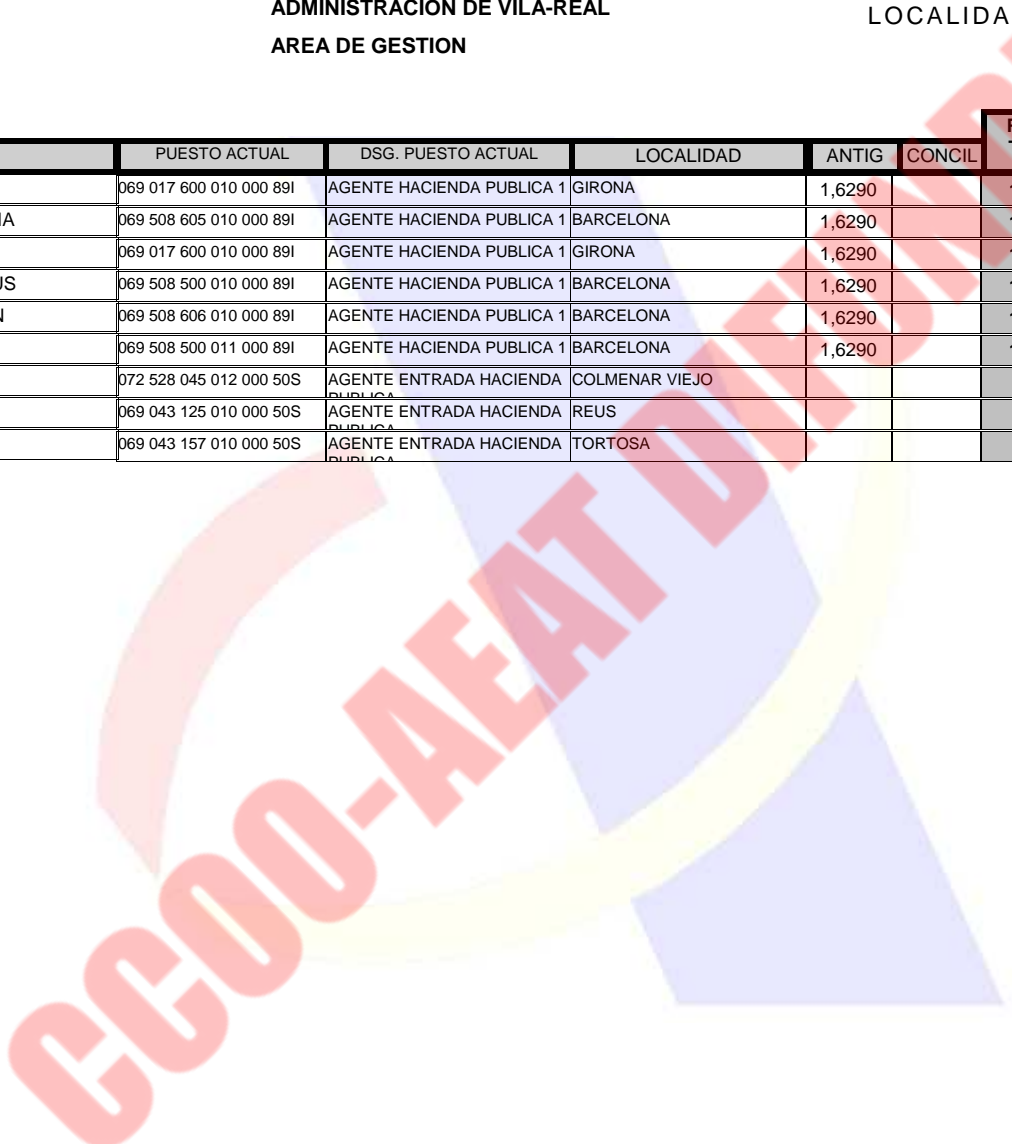 ADMINISTRACION DE VILA-REAL
LOCALIDA
AREA DE GESTION
PUESTO ACTUAL DSG. PUESTO ACTUAL LOCALIDAD ANTIG CONCIL
069 017 600 010 000 89I AGENTE HACIENDA PUBLICA 1 GIRONA 1,6290
IA 069 508 605 010 000 89I AGENTE HACIENDA PUBLICA 1 BARCELONA 1,6290
069 017 600 010 000 89I AGENTE HACIENDA PUBLICA 1 GIRONA 1,6290
US 069 508 500 010 000 89I AGENTE HACIENDA PUBLICA 1 BARCELONA 1,6290
N 069 508 606 010 000 89I AGENTE HACIENDA PUBLICA 1 BARCELONA 1,6290
069 508 500 011 000 89I AGENTE HACIENDA PUBLICA 1 BARCELONA 1,6290
072 528 045 012 000 50S AGENTE ENTRADA HACIENDA COLMENAR VIEJO
PUBLICA
069 043 125 010 000 50S AGENTE ENTRADA HACIENDA REUS
PUBLICA
069 043 157 010 000 50S AGENTE ENTRADA HACIENDA TORTOSA
PUBLICA
CCOO-AEAT DIFUND